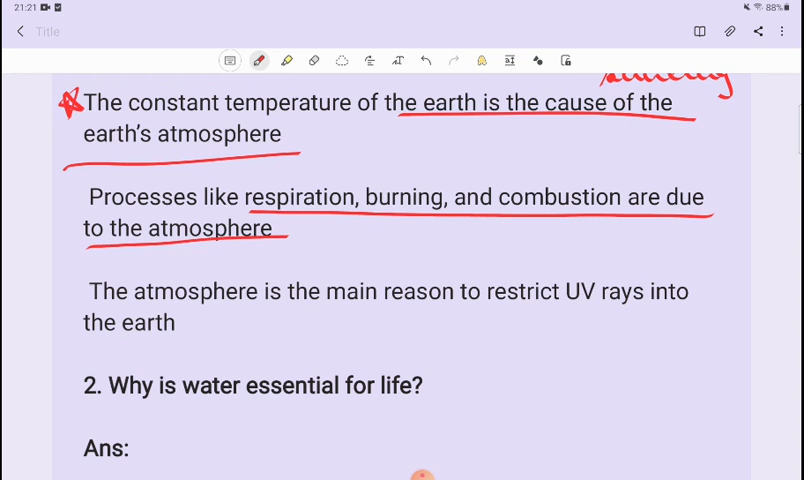 21:21
88%
Title
The constant temperature of the earth is the cause of the
earth's atmosphere
Processes like respiration, burning, and combustion are due
to the atmosphere
The atmosphere is the main reason to restrict UV rays into
the earth
2. Why is water essential for life?
Ans: